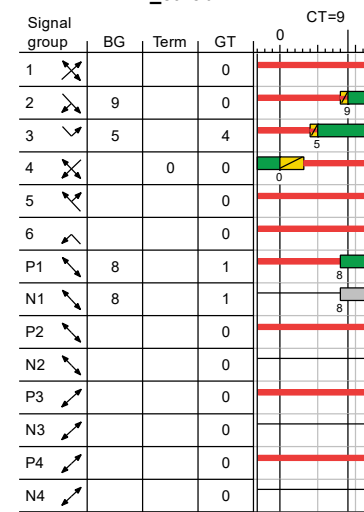 CT=9
Signal
group BG Term GT 0
1 0
2 9 0 9
3 5 4 5
4 0 0 0
5 0
6 0
P1 8 1 8
N1 8 1 8
P2 0
N2 0
P3 0
N3 0
P4 0
N4 0